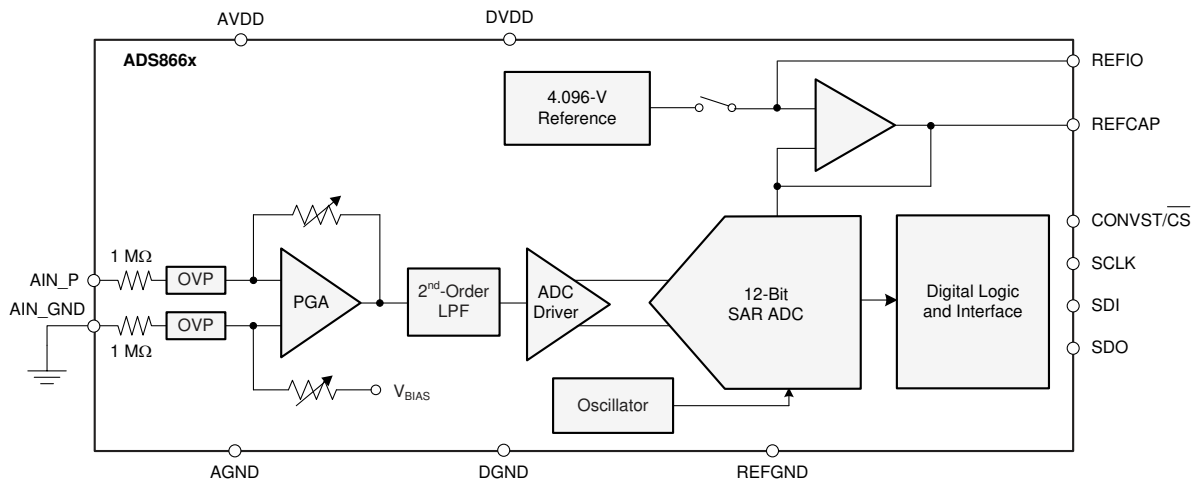 AVDD
DVDD
ADS866x
REFIO
4.096-V
Reference
REFCAP
CONVST/C̅S̅
1 MΩ
AIN_P
OVP
PGA
2nd-Order
LPF
ADC
Driver
12-Bit
SAR ADC
Digital Logic
and Interface
SCLK
SDI
SDO
AIN_GND
OVP
1 MΩ
VBIAS
Oscillator
AGND
DGND
REFGND